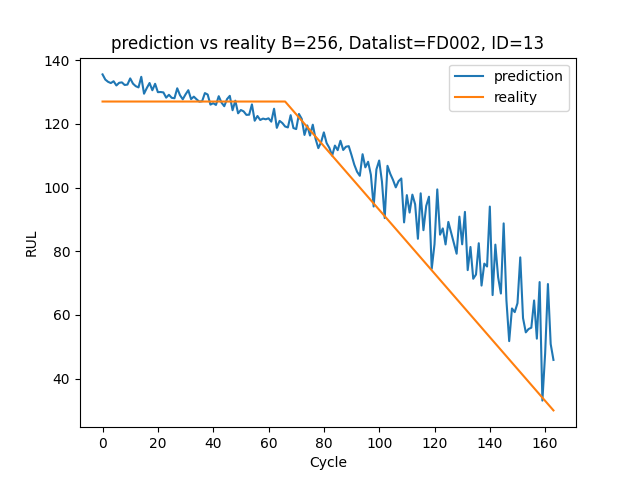 prediction vs reality B=256, Datalist=FD002, ID=13
prediction
reality
RUL
140
120
100
80
60
40
0 20 40 60 80 100 120 140 160
Cycle